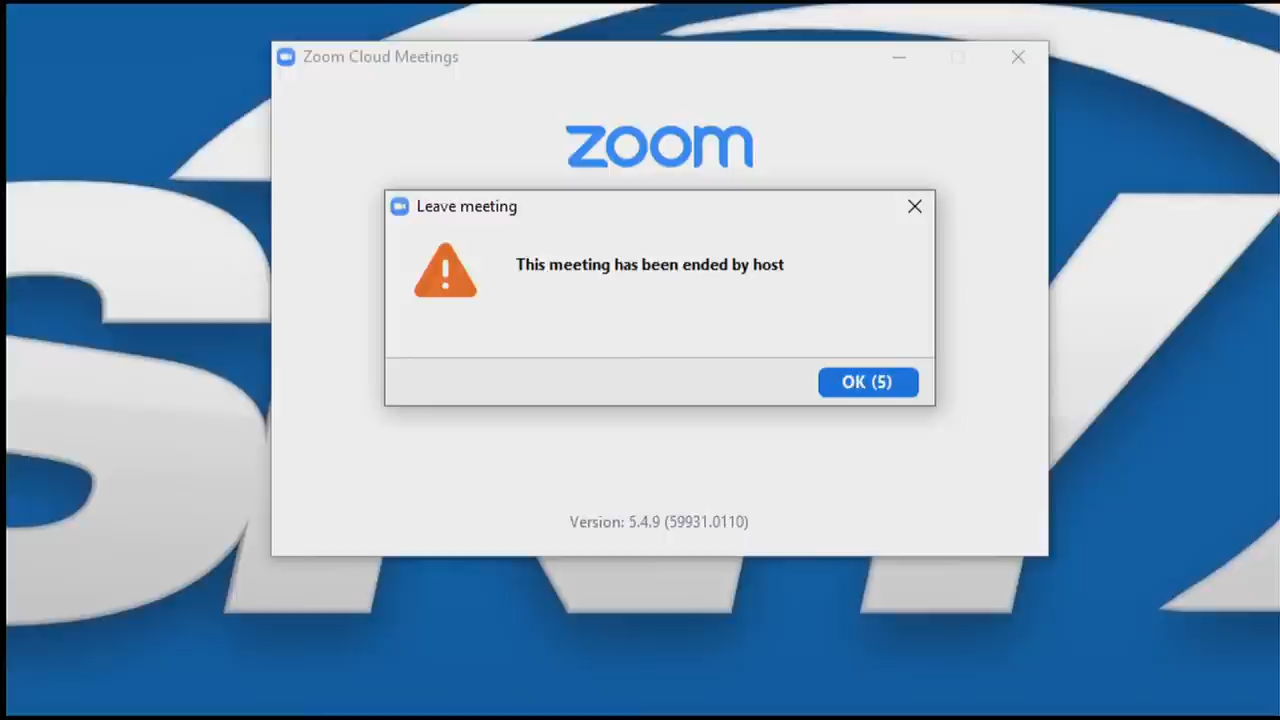 Zoom Cloud Meetings
zoom
Leave meeting
This meeting has been ended by host
OK (5)
Version: 5.4.9 (59931.0110)